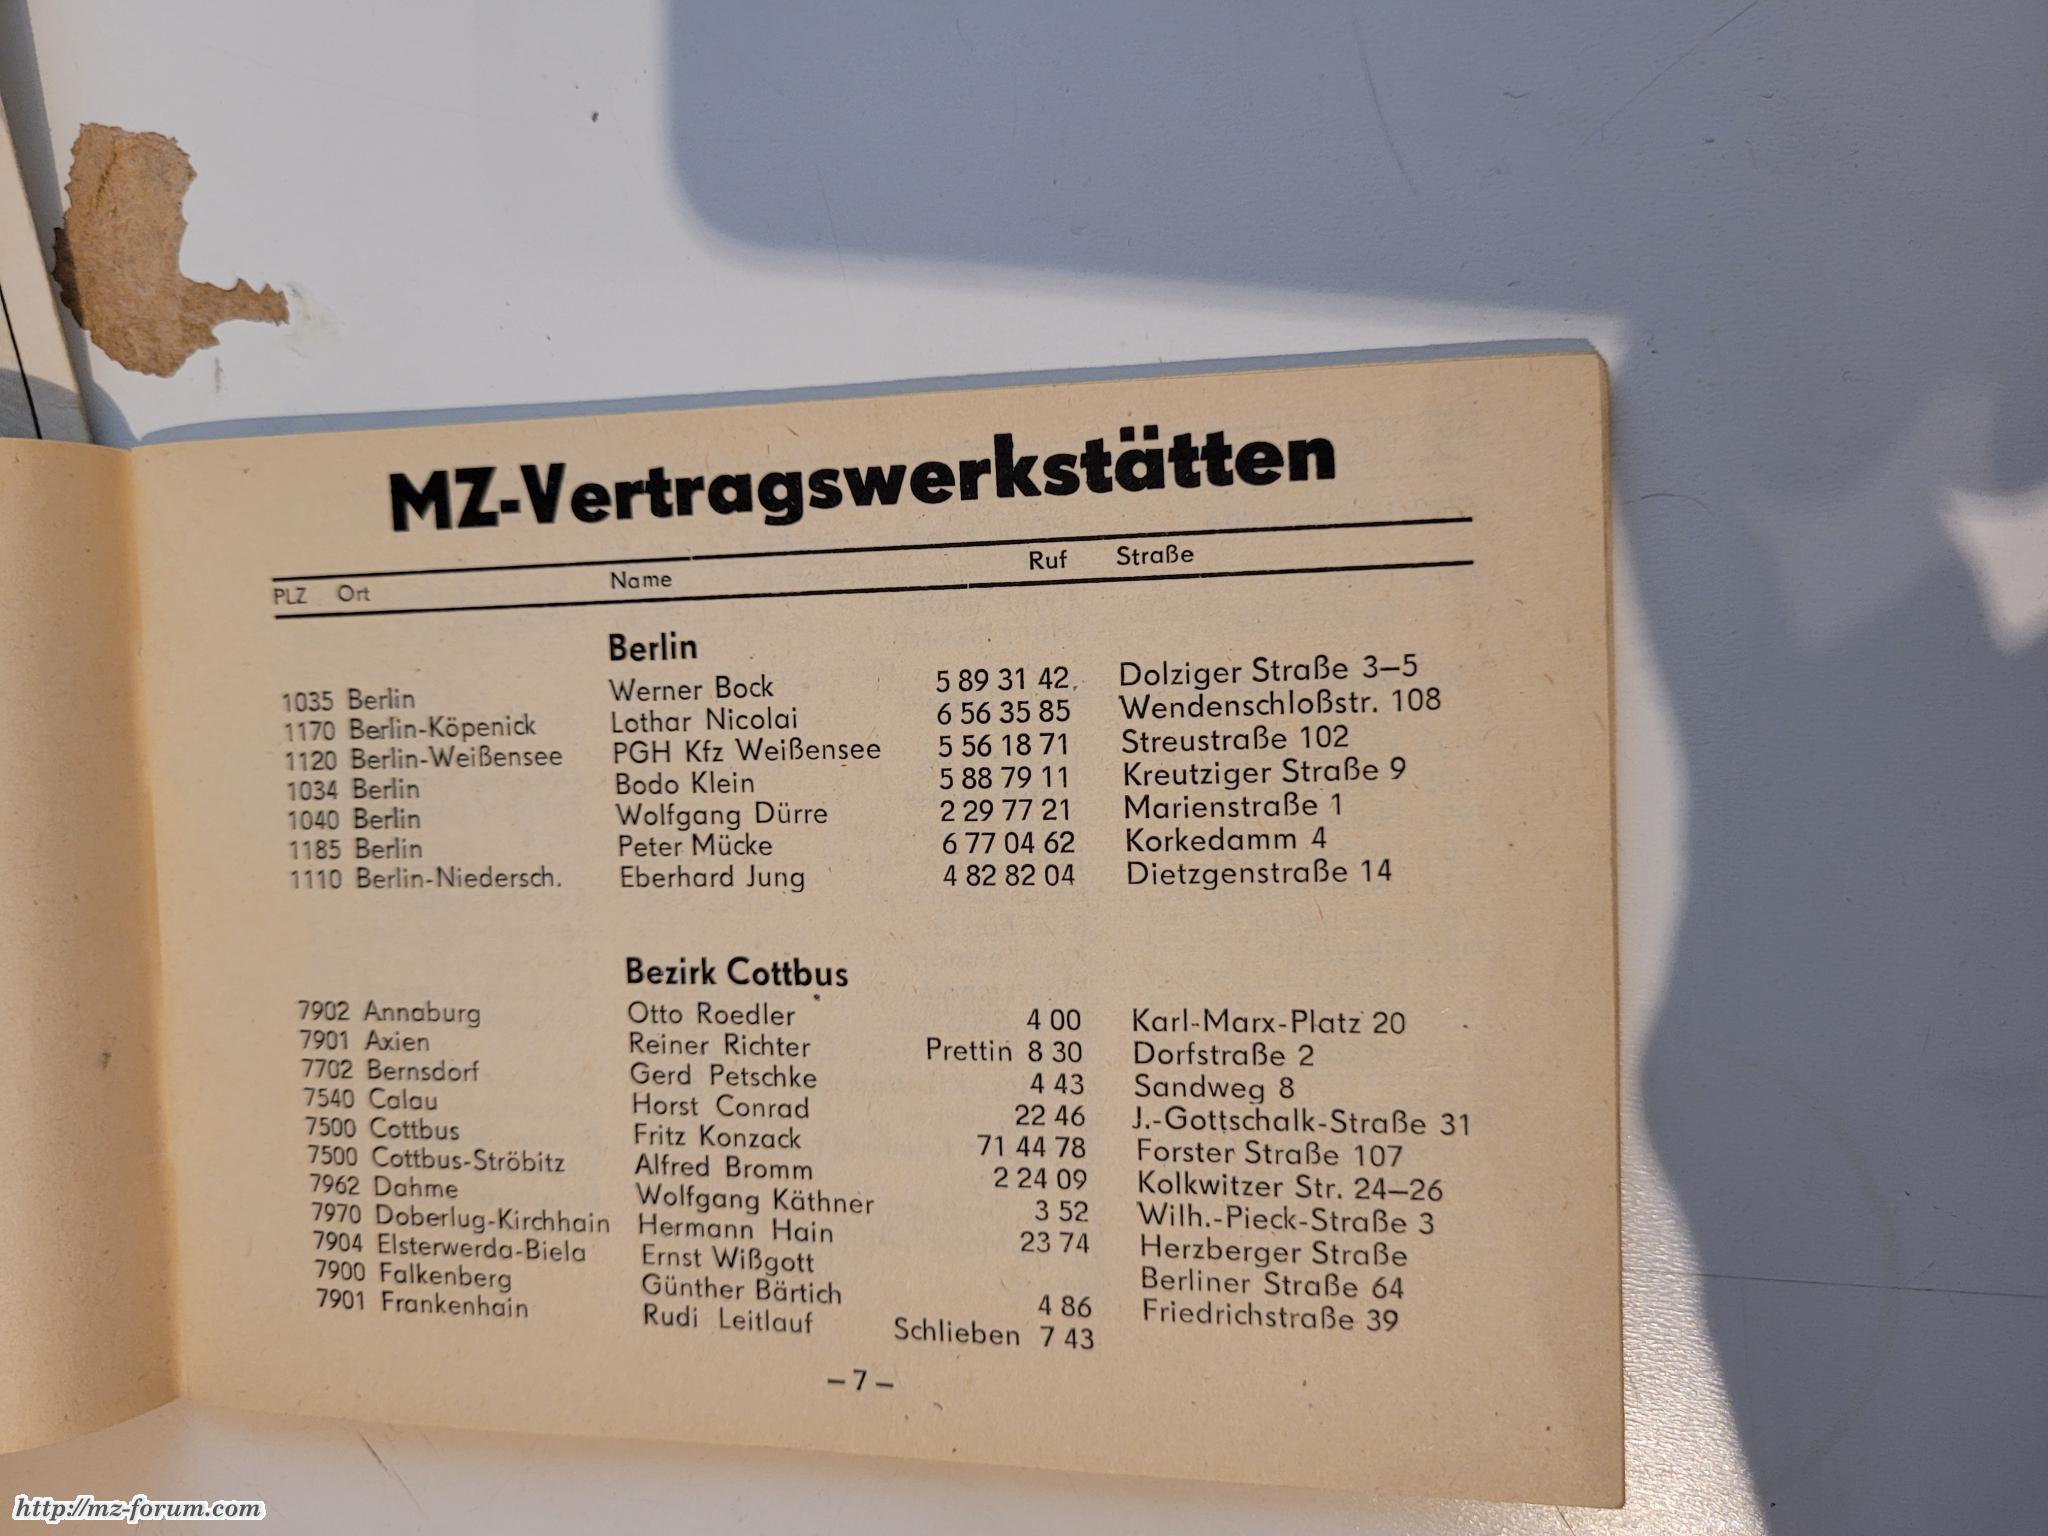 MZ-Vertragswerkstätten
PLZ Ort Name Ruf Straße
Berlin
1035 Berlin Werner Bock 5 89 31 42 Dolziger Straße 3–5
1170 Berlin-Köpenick Lothar Nicolai 6 56 35 85 Wendenschloßstr. 108
1120 Berlin-Weißensee PGH Kfz Weißensee 5 56 18 71 Streustraße 102
1034 Berlin Bodo Klein 5 88 79 11 Kreutziger Straße 9
1040 Berlin Wolfgang Dürre 2 29 77 21 Marienstraße 1
1185 Berlin Peter Mücke 6 77 04 62 Korkedamm 4
1110 Berlin-Niedersch. Eberhard Jung 4 82 82 04 Dietzgenstraße 14
Bezirk Cottbus
7902 Annaburg Otto Roedler 4 00 Karl-Marx-Platz 20
7901 Axien Reiner Richter Prettin 8 30 Dorfstraße 2
7702 Bernsdorf Gerd Petschke 4 43 Sandweg 8
7540 Calau Horst Conrad 22 46 J.-Gottschalk-Straße 31
7500 Cottbus Fritz Konzack 71 44 78 Forster Straße 107
7500 Cottbus-Ströbitz Alfred Bromm 2 24 09 Kolkwitzer Str. 24–26
7962 Dahme Wolfgang Käthner 3 52 Wilh.-Pieck-Straße 3
7970 Doberlug-Kirchhain Hermann Hain 23 74 Herzberger Straße
7904 Elsterwerda-Biela Ernst Wißgott Berliner Straße 64
7900 Falkenberg Günther Bärtich 4 86 Friedrichstraße 39
7901 Frankenhain Rudi Leitlauf Schlieben 7 43
– 7 –
http://mz-forum.com